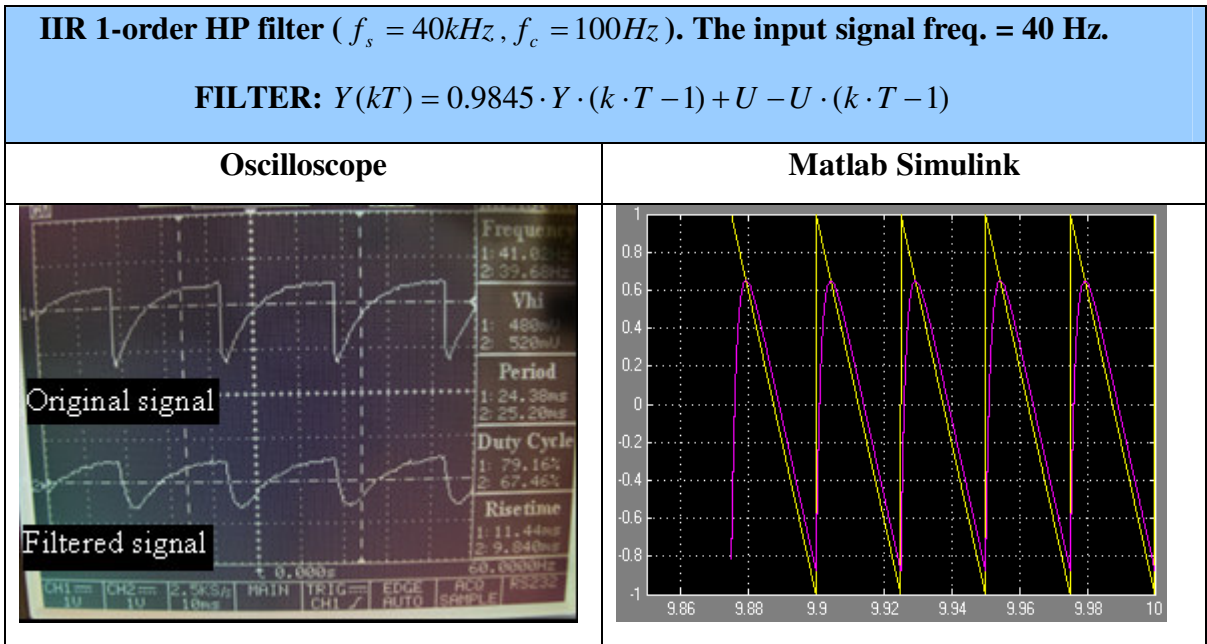 IIR 1-order HP filter ( f_s = 40kHz , f_c = 100Hz ). The input signal freq. = 40 Hz.
FILTER: Y(kT) = 0.9845 · Y · (k · T − 1) + U − U · (k · T − 1)
Oscilloscope
Matlab Simulink
Frequency
1: 41.02Hz
2: 39.68Hz
Vhi
1: 480mV
2: 520mV
Period
1: 24.38ms
2: 25.20ms
Duty Cycle
1: 79.16%
2: 67.46%
Risetime
1: 11.44ms
2: 9.840ms
Original signal
Filtered signal
t 0.000s
60.0000Hz
CH1 1V
CH2 1V
2.5KS/s 10ms
MAIN
TRIG CH1
EDGE AUTO
ACQ SAMPLE
RS232
1
0.8
0.6
0.4
0.2
0
-0.2
-0.4
-0.6
-0.8
-1
9.86 9.88 9.9 9.92 9.94 9.96 9.98 10